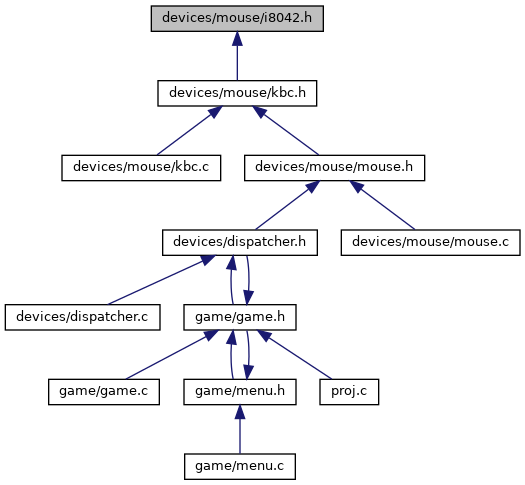 devices/mouse/i8042.h
devices/mouse/kbc.h
devices/mouse/kbc.c
devices/mouse/mouse.h
devices/dispatcher.h
devices/mouse/mouse.c
devices/dispatcher.c
game/game.h
game/game.c
game/menu.h
proj.c
game/menu.c